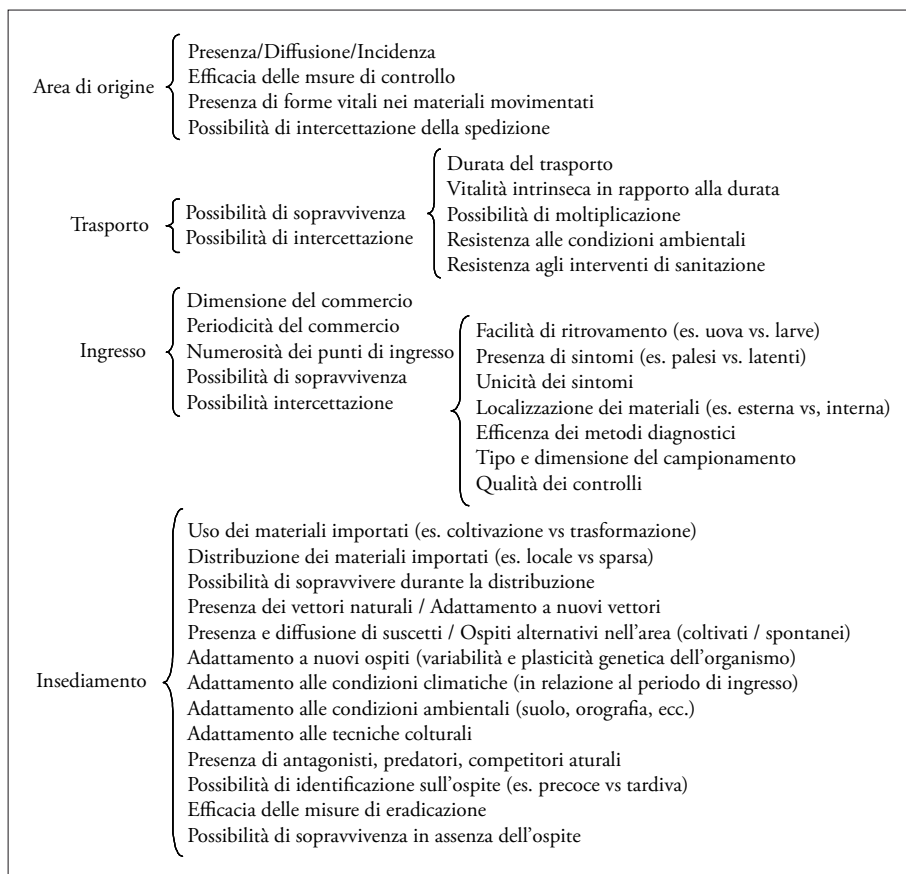 Area di origine
Presenza/Diffusione/Incidenza
Efficacia delle msure di controllo
Presenza di forme vitali nei materiali movimentati
Possibilità di intercettazione della spedizione
Trasporto
Possibilità di sopravvivenza
Possibilità di intercettazione
Durata del trasporto
Vitalità intrinseca in rapporto alla durata
Possibilità di moltiplicazione
Resistenza alle condizioni ambientali
Resistenza agli interventi di sanitazione
Ingresso
Dimensione del commercio
Periodicità del commercio
Numerosità dei punti di ingresso
Possibilità di sopravvivenza
Possibilità intercettazione
Facilità di ritrovamento (es. uova vs. larve)
Presenza di sintomi (es. palesi vs. latenti)
Unicità dei sintomi
Localizzazione dei materiali (es. esterna vs, interna)
Efficenza dei metodi diagnostici
Tipo e dimensione del campionamento
Qualità dei controlli
Insediamento
Uso dei materiali importati (es. coltivazione vs trasformazione)
Distribuzione dei materiali importati (es. locale vs sparsa)
Possibilità di sopravvivere durante la distribuzione
Presenza dei vettori naturali / Adattamento a nuovi vettori
Presenza e diffusione di suscetti / Ospiti alternativi nell'area (coltivati / spontanei)
Adattamento a nuovi ospiti (variabilità e plasticità genetica dell'organismo)
Adattamento alle condizioni climatiche (in relazione al periodo di ingresso)
Adattamento alle condizioni ambientali (suolo, orografia, ecc.)
Adattamento alle tecniche colturali
Presenza di antagonisti, predatori, competitori aturali
Possibilità di identificazione sull'ospite (es. precoce vs tardiva)
Efficacia delle misure di eradicazione
Possibilità di sopravvivenza in assenza dell'ospite